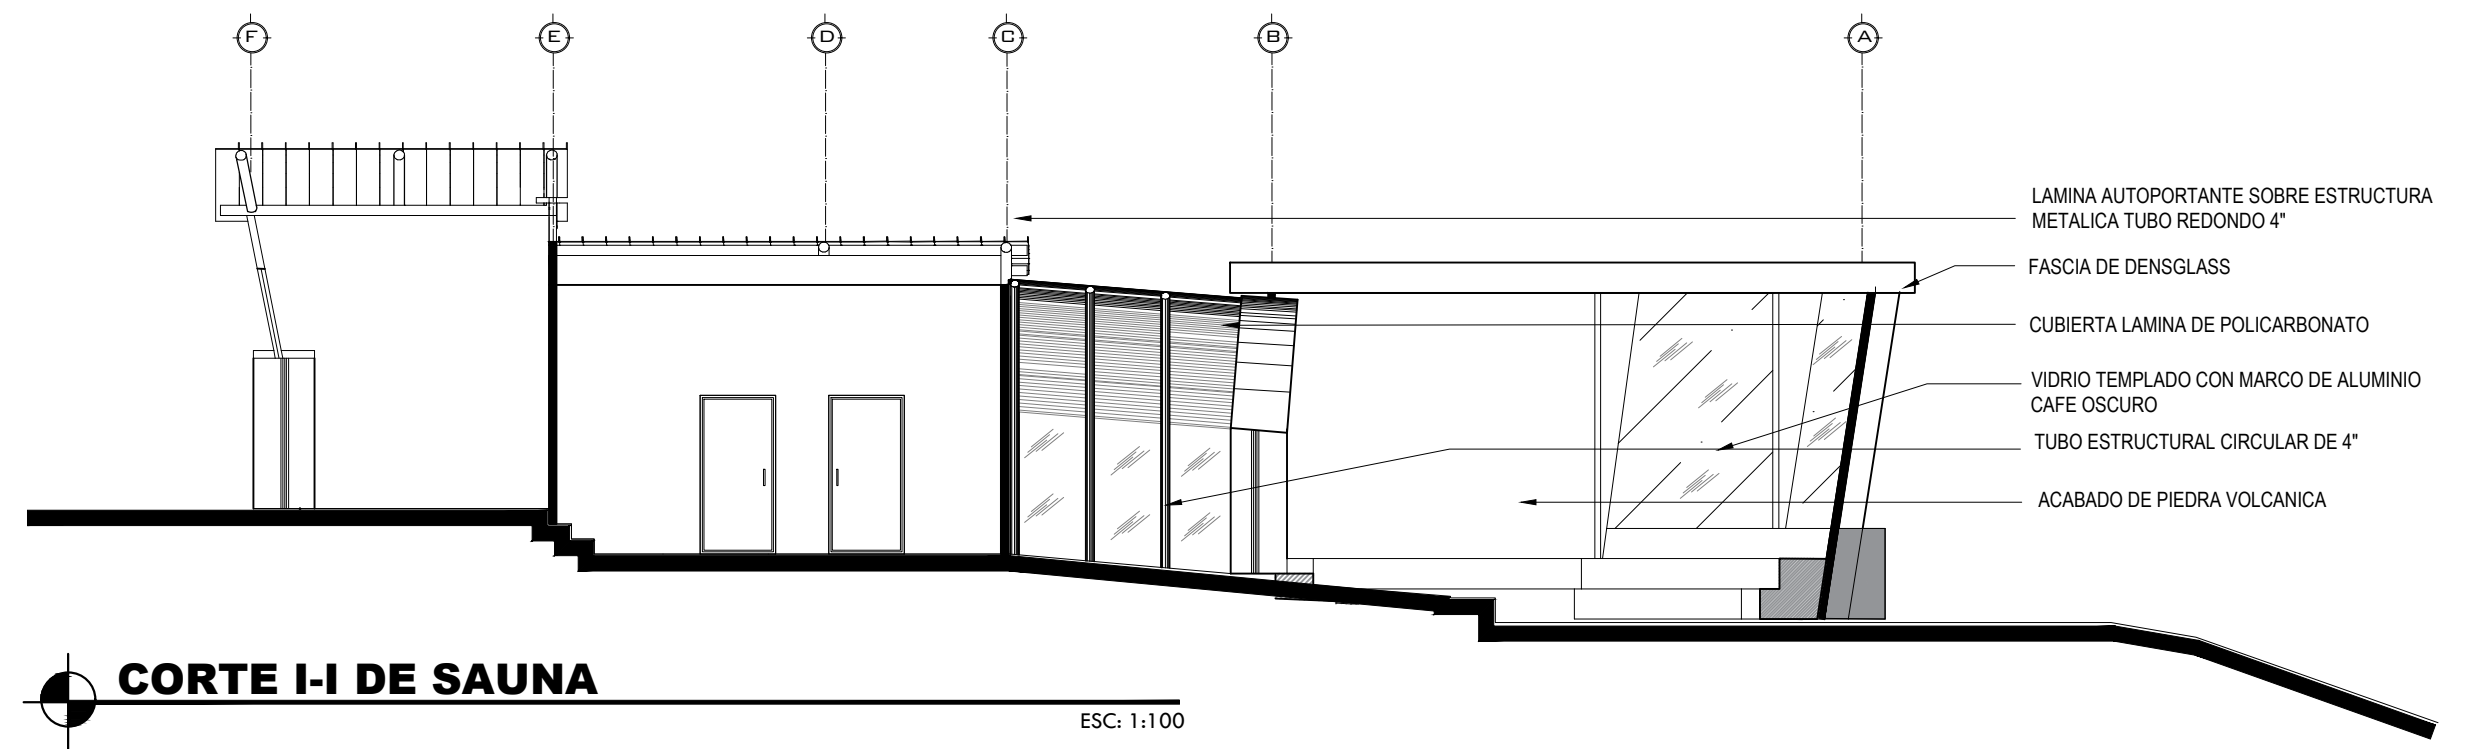 F E D C B A
LAMINA AUTOPORTANTE SOBRE ESTRUCTURA
METALICA TUBO REDONDO 4"
FASCIA DE DENSGLASS
CUBIERTA LAMINA DE POLICARBONATO
VIDRIO TEMPLADO CON MARCO DE ALUMINIO
CAFE OSCURO
TUBO ESTRUCTURAL CIRCULAR DE 4"
ACABADO DE PIEDRA VOLCANICA
CORTE I-I DE SAUNA
ESC: 1:100